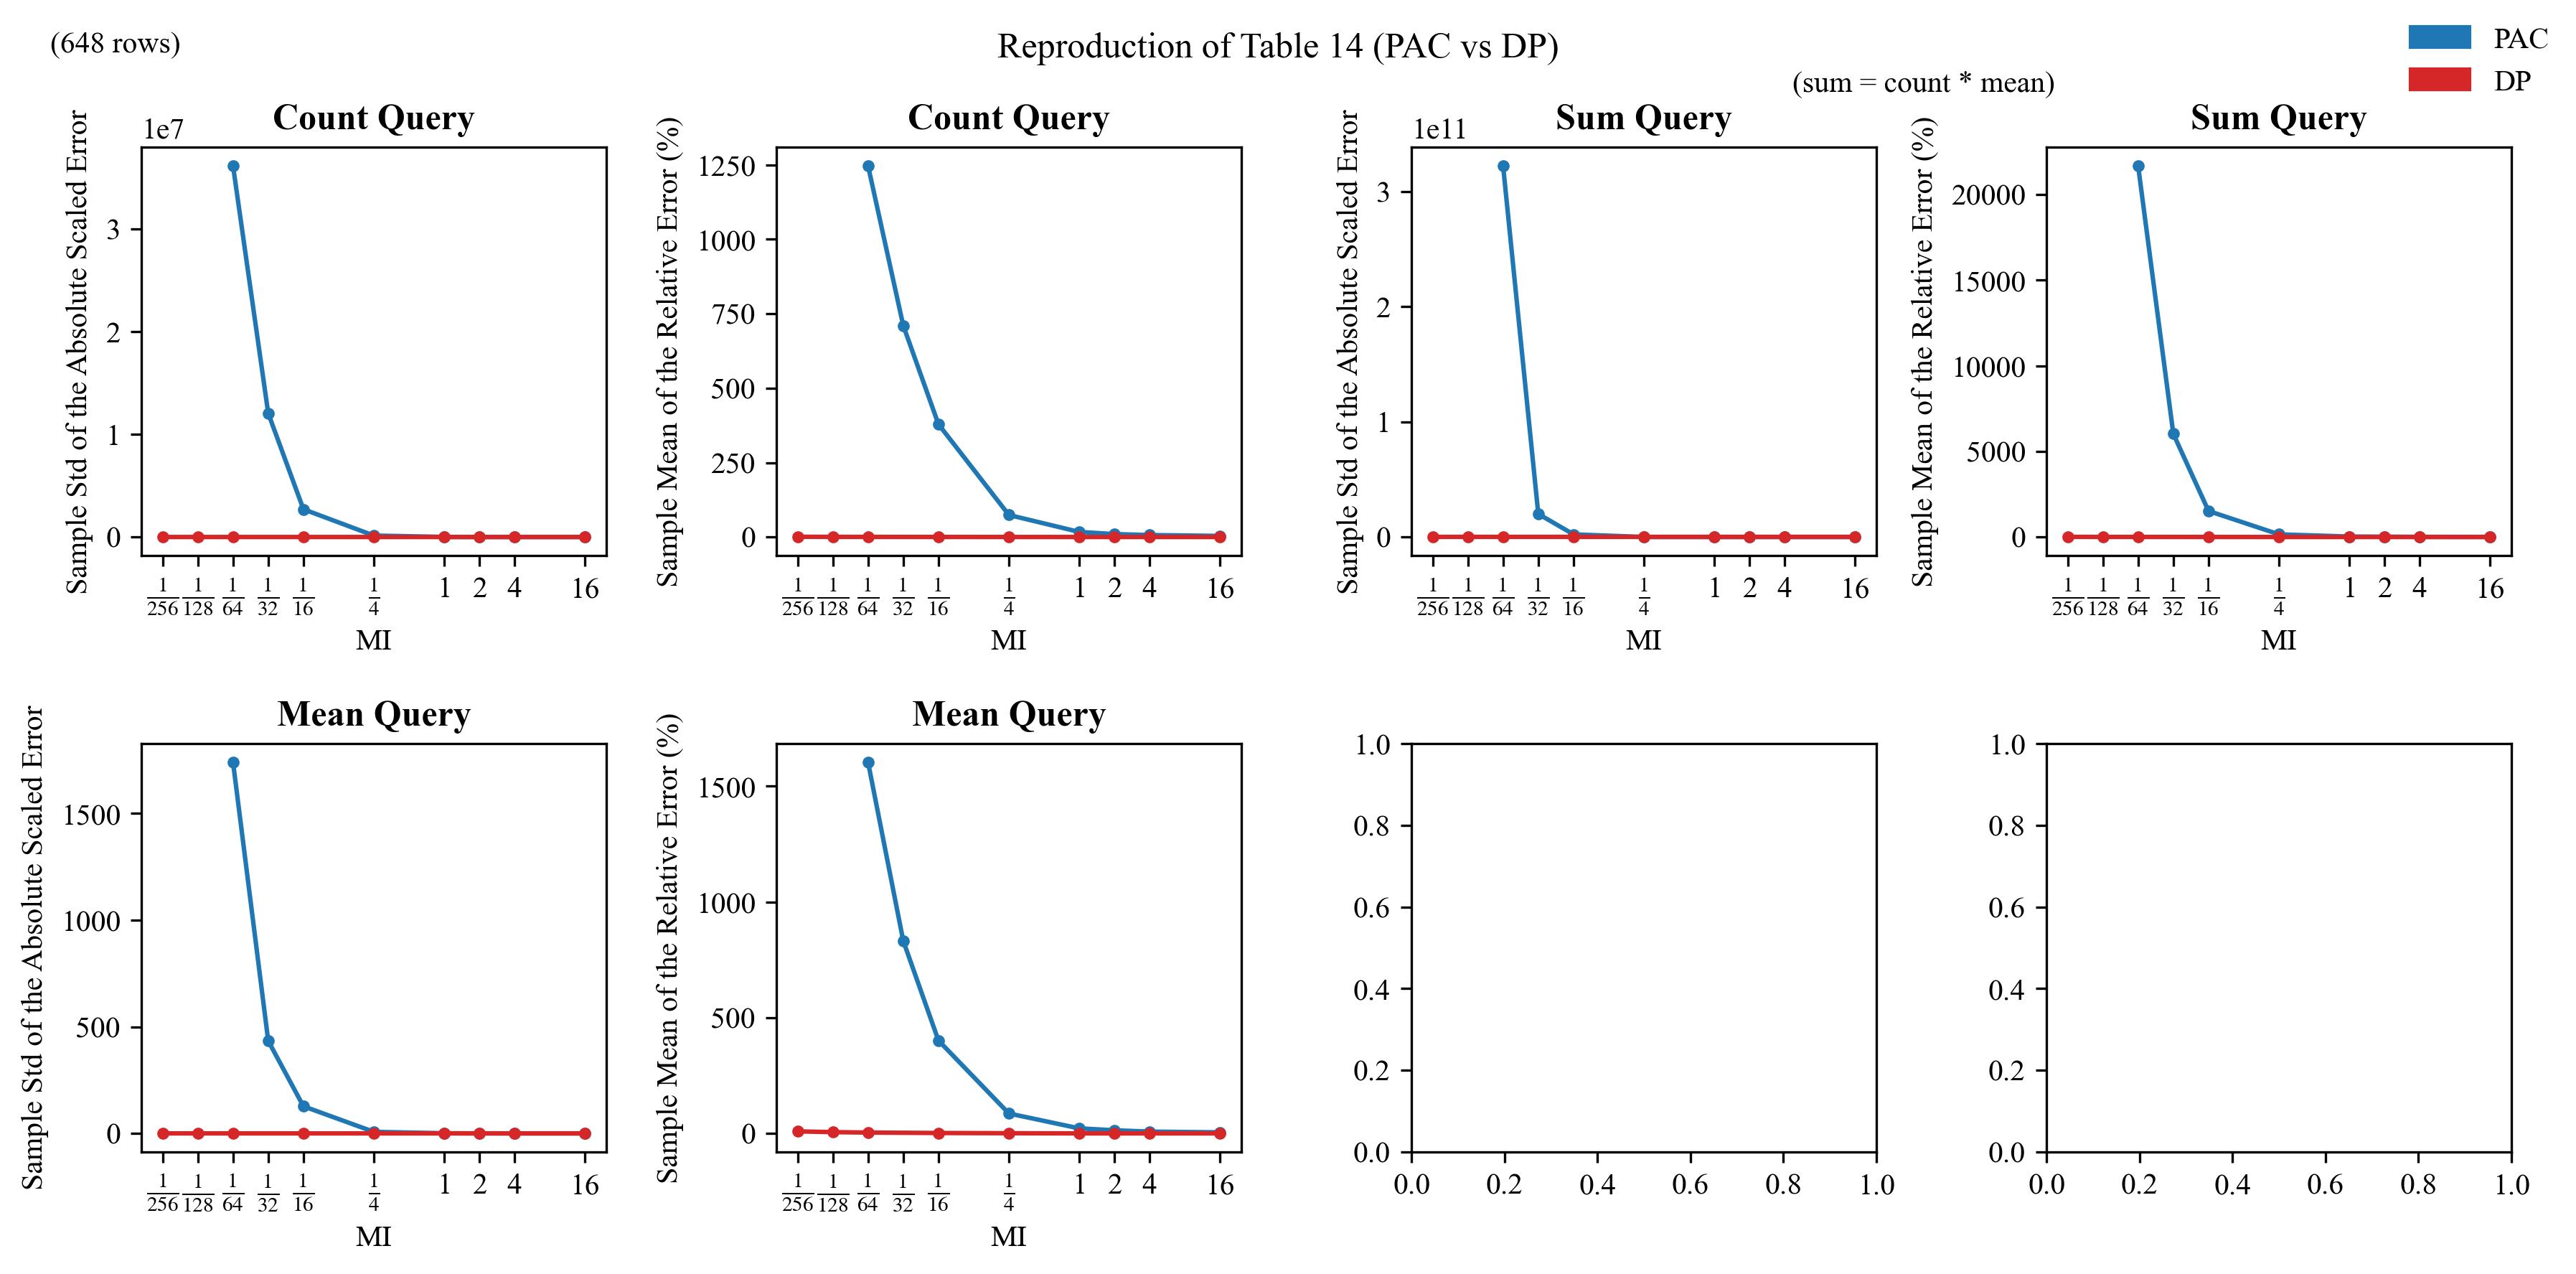 (648 rows)
Reproduction of Table 14 (PAC vs DP)
(sum = count * mean)
PAC
DP
Count Query
1e7
Sample Std of the Absolute Scaled Error
3
2
1
0
1/256 1/128 1/64 1/32 1/16 1/4 1 2 4 16
MI
Count Query
Sample Mean of the Relative Error (%)
1250
1000
750
500
250
0
1/256 1/128 1/64 1/32 1/16 1/4 1 2 4 16
MI
Sum Query
1e11
Sample Std of the Absolute Scaled Error
3
2
1
0
1/256 1/128 1/64 1/32 1/16 1/4 1 2 4 16
MI
Sum Query
Sample Mean of the Relative Error (%)
20000
15000
10000
5000
0
1/256 1/128 1/64 1/32 1/16 1/4 1 2 4 16
MI
Mean Query
Sample Std of the Absolute Scaled Error
1500
1000
500
0
1/256 1/128 1/64 1/32 1/16 1/4 1 2 4 16
MI
Mean Query
Sample Mean of the Relative Error (%)
1500
1000
500
0
1/256 1/128 1/64 1/32 1/16 1/4 1 2 4 16
MI
1.0
0.8
0.6
0.4
0.2
0.0
0.0 0.2 0.4 0.6 0.8 1.0
1.0
0.8
0.6
0.4
0.2
0.0
0.0 0.2 0.4 0.6 0.8 1.0